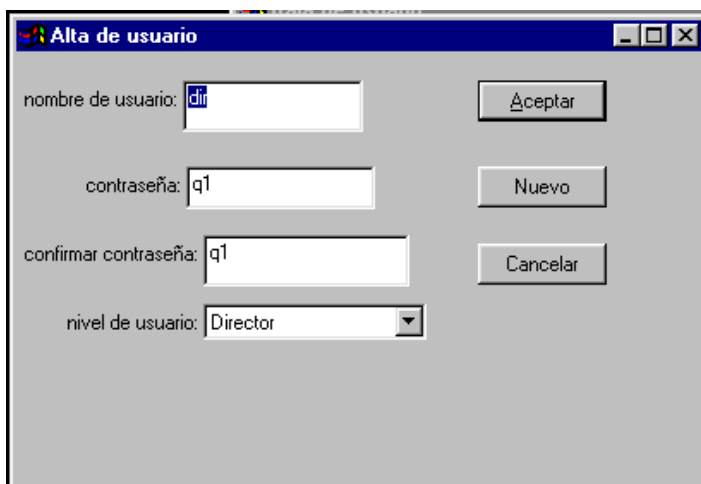 Alta de usuario
nombre de usuario: dir
Aceptar
contraseña: q1
Nuevo
confirmar contraseña: q1
Cancelar
nivel de usuario: Director